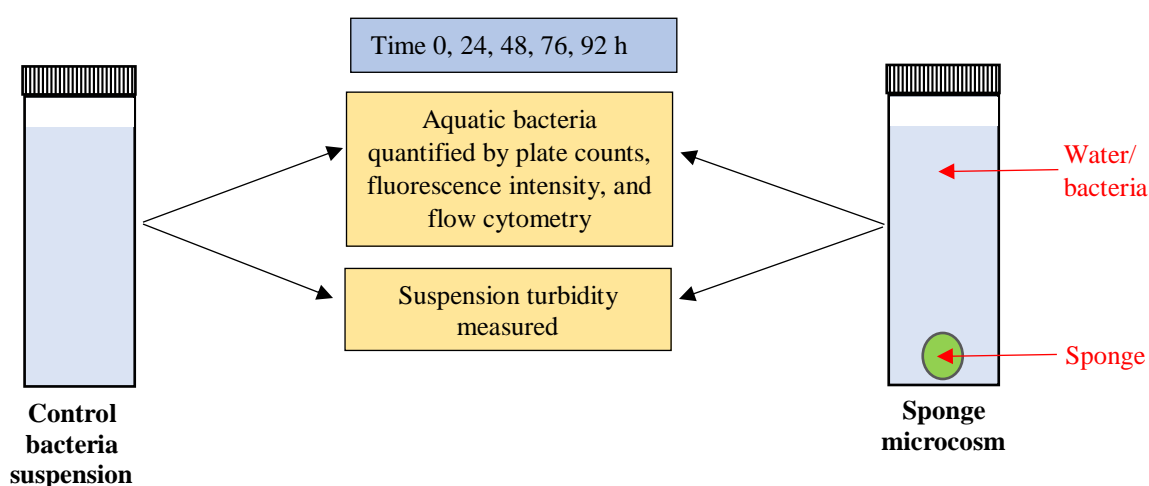 Time 0, 24, 48, 76, 92 h
Aquatic bacteria
quantified by plate counts,
fluorescence intensity, and
flow cytometry
Suspension turbidity
measured
Water/
bacteria
Sponge
Control
bacteria
suspension
Sponge
microcosm